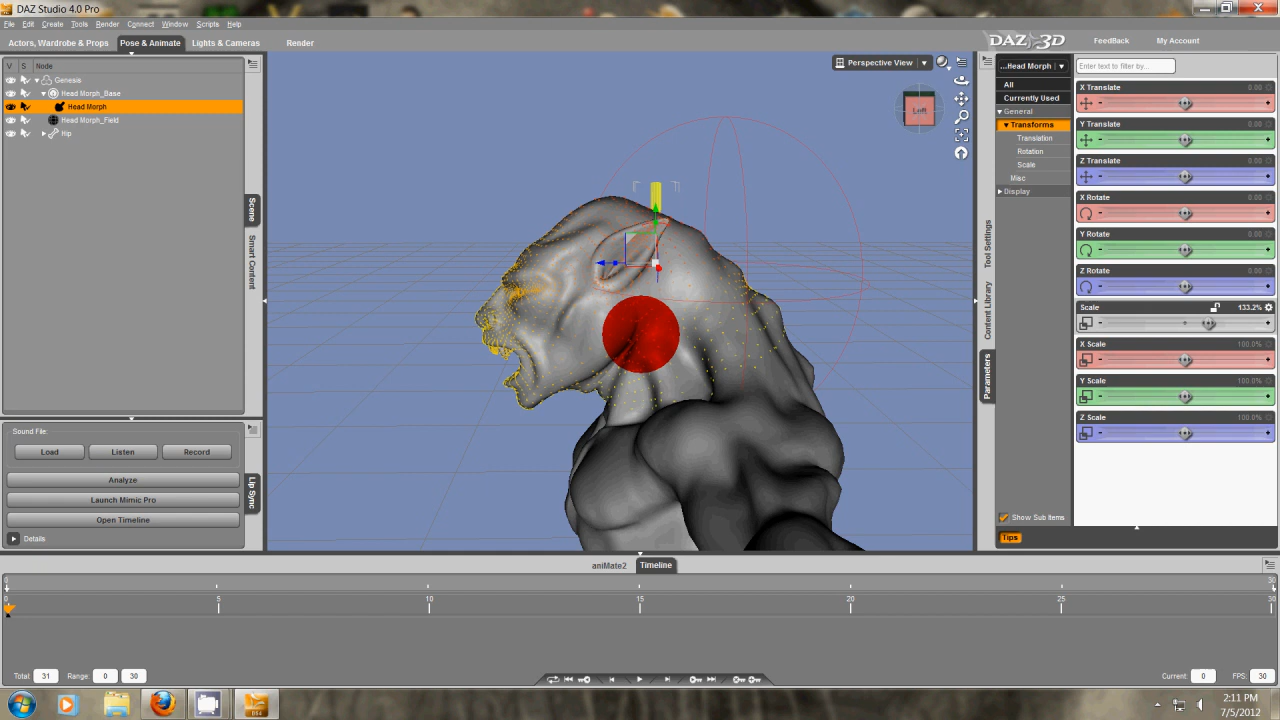 DAZ Studio 4.0 Pro
File Edit Create Tools Render Connect Window Scripts Help
Actors, Wardrobe & Props Pose & Animate Lights & Cameras Render
DAZ 3D FeedBack My Account
V S Node
Genesis
Head Morph_Base
Head Morph
Head Morph_Field
Hip
Scene
Smart Content
Sound File:
Load Listen Record
Analyze
Launch Mimic Pro
Open Timeline
Details
Lip Sync
Perspective View
Left
Tool Settings
Content Library
Parameters
...Head Morph
Enter text to filter by...
All
Currently Used
General
Transforms
Translation
Rotation
Scale
Misc
Display
Show Sub Items
Tips
X Translate 0.00
Y Translate 0.00
Z Translate 0.00
X Rotate 0.00
Y Rotate 0.00
Z Rotate 0.00
Scale 133.2%
X Scale 100.0%
Y Scale 100.0%
Z Scale 100.0%
aniMate2 Timeline
0 30
0 5 10 15 20 25 30
Total: 31 Range: 0 30 Current: 0 FPS: 30
DS4
2:11 PM
7/5/2012